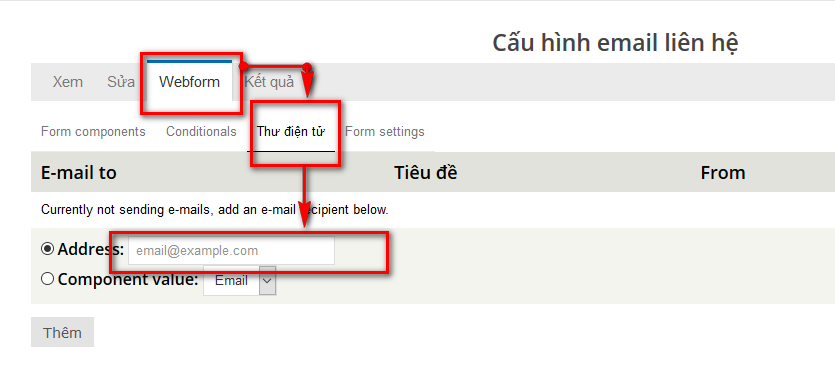 Cấu hình email liên hệ
Xem Sửa Webform Kết quả
Form components Conditionals Thư điện tử Form settings
E-mail to Tiêu đề From
Currently not sending e-mails, add an e-mail recipient below.
Address: email@example.com
Component value: Email
Thêm